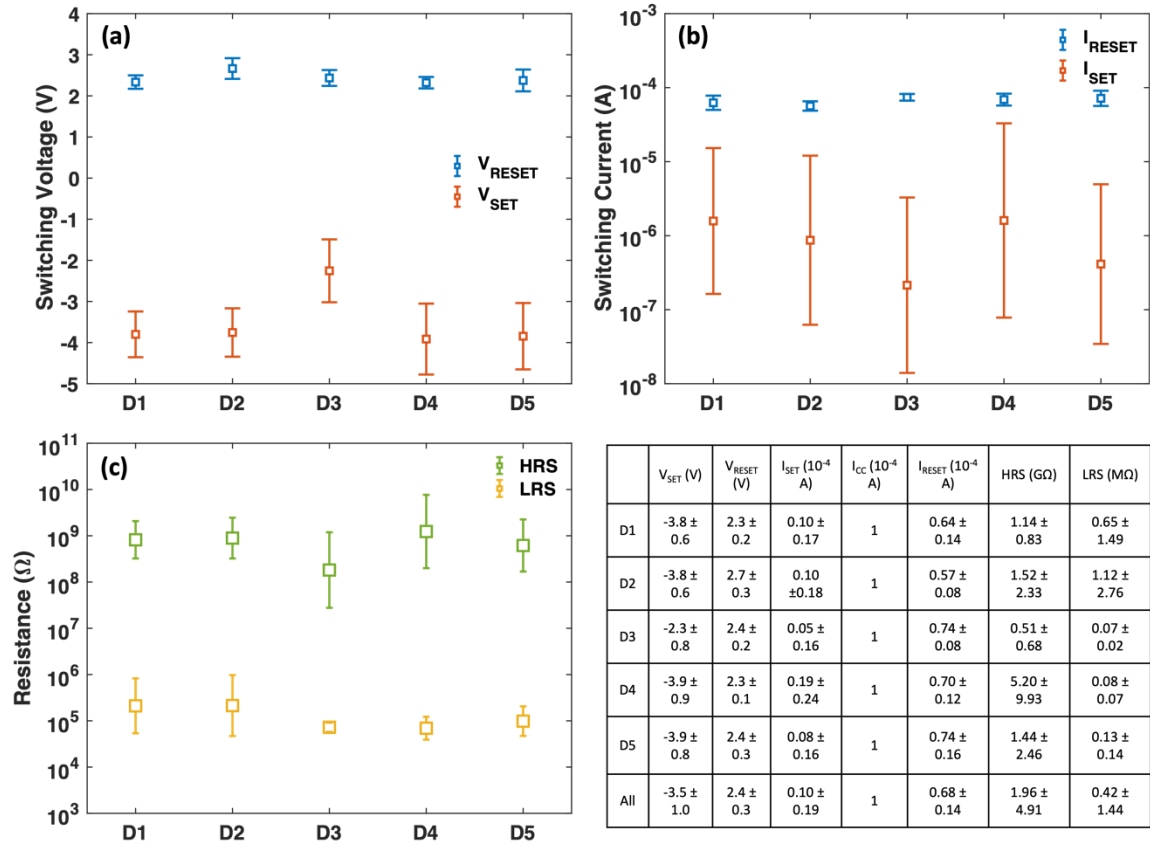 (a)
Switching Voltage (V)
4
3
2
1
0
-1
-2
-3
-4
-5
V_RESET
V_SET
D1 D2 D3 D4 D5
(b)
Switching Current (A)
10^-3
10^-4
10^-5
10^-6
10^-7
10^-8
I_RESET
I_SET
D1 D2 D3 D4 D5
(c)
Resistance (Ω)
10^11
10^10
10^9
10^8
10^7
10^6
10^5
10^4
10^3
HRS
LRS
D1 D2 D3 D4 D5
V_SET (V) V_RESET (V) I_SET (10^-4 A) I_CC (10^-4 A) I_RESET (10^-4 A) HRS (GΩ) LRS (MΩ)
D1 -3.8 ± 0.6 2.3 ± 0.2 0.10 ± 0.17 1 0.64 ± 0.14 1.14 ± 0.83 0.65 ± 1.49
D2 -3.8 ± 0.6 2.7 ± 0.3 0.10 ±0.18 1 0.57 ± 0.08 1.52 ± 2.33 1.12 ± 2.76
D3 -2.3 ± 0.8 2.4 ± 0.2 0.05 ± 0.16 1 0.74 ± 0.08 0.51 ± 0.68 0.07 ± 0.02
D4 -3.9 ± 0.9 2.3 ± 0.1 0.19 ± 0.24 1 0.70 ± 0.12 5.20 ± 9.93 0.08 ± 0.07
D5 -3.9 ± 0.8 2.4 ± 0.3 0.08 ± 0.16 1 0.74 ± 0.16 1.44 ± 2.46 0.13 ± 0.14
All -3.5 ± 1.0 2.4 ± 0.3 0.10 ± 0.19 1 0.68 ± 0.14 1.96 ± 4.91 0.42 ± 1.44